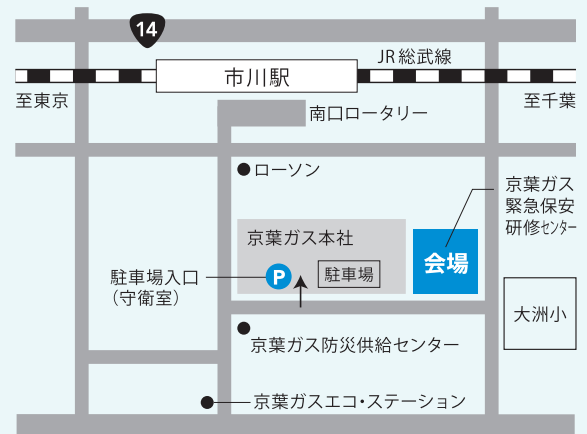 14
JR総武線
市川駅
至東京
至千葉
南口ロータリー
ローソン
京葉ガス
緊急保安
研修センター
京葉ガス本社
会場
駐車場入口
(守衛室)
P
駐車場
大洲小
京葉ガス防災供給センター
京葉ガスエコ・ステーション